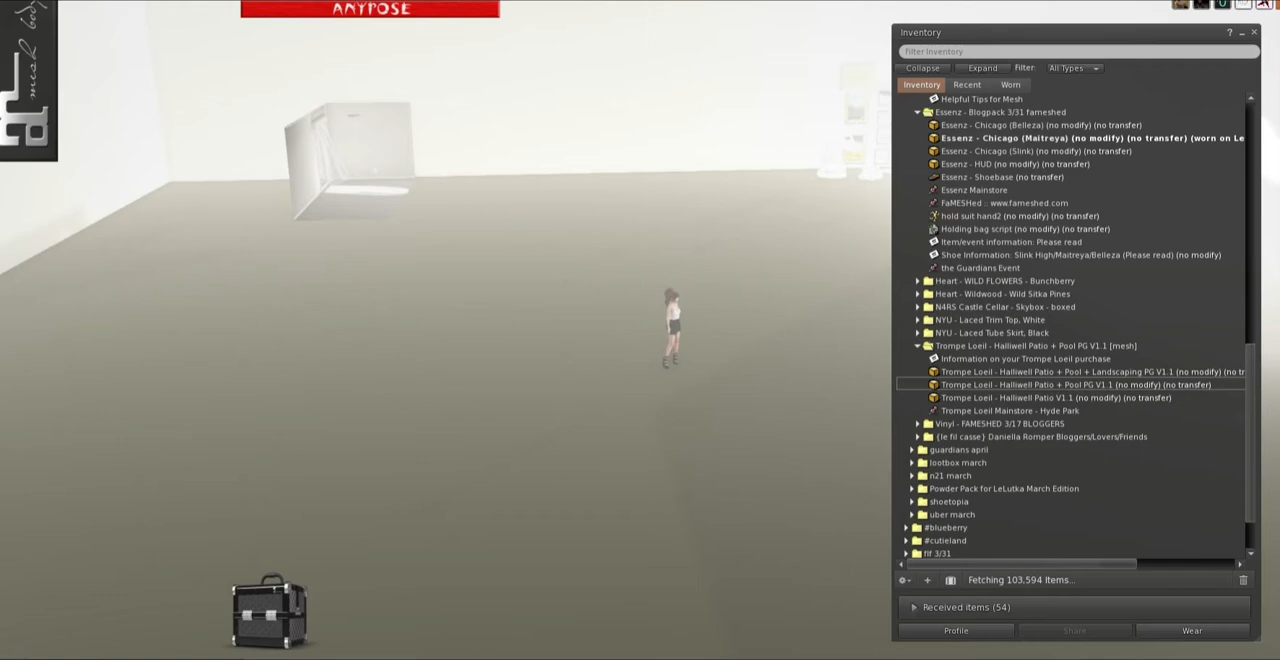 ANYPOSE
mesh body
Inventory
? _ ×
Filter Inventory
Collapse Expand Filter: All Types
Inventory Recent Worn
Helpful Tips for Mesh
Essenz - Blogpack 3/31 fameshed
Essenz - Chicago (Belleza) (no modify) (no transfer)
Essenz - Chicago (Maitreya) (no modify) (no transfer) (worn on Le
Essenz - Chicago (Slink) (no modify) (no transfer)
Essenz - HUD (no modify) (no transfer)
Essenz - Shoebase (no transfer)
Essenz Mainstore
FaMESHed :: www.fameshed.com
hold suit hand2 (no modify) (no transfer)
Holding bag script (no modify) (no transfer)
Item/event information: Please read
Shoe Information: Slink High/Maitreya/Belleza (Please read) (no modify)
the Guardians Event
Heart - WILD FLOWERS - Bunchberry
Heart - Wildwood - Wild Sitka Pines
N4RS Castle Cellar - Skybox - boxed
NYU - Laced Trim Top, White
NYU - Laced Tube Skirt, Black
Trompe Loeil - Halliwell Patio + Pool PG V1.1 [mesh]
Information on your Trompe Loeil purchase
Trompe Loeil - Halliwell Patio + Pool + Landscaping PG V1.1 (no modify) (no tr
Trompe Loeil - Halliwell Patio + Pool PG V1.1 (no modify) (no transfer)
Trompe Loeil - Halliwell Patio V1.1 (no modify) (no transfer)
Trompe Loeil Mainstore - Hyde Park
Vinyl - FAMESHED 3/17 BLOGGERS
{le fil casse} Daniella Romper Bloggers/Lovers/Friends
guardians april
lootbox march
n21 march
Powder Pack for LeLutka March Edition
shoetopia
uber march
#blueberry
#cutieland
flf 3/31
+ Fetching 103,594 Items...
Received items (54)
Profile Share Wear